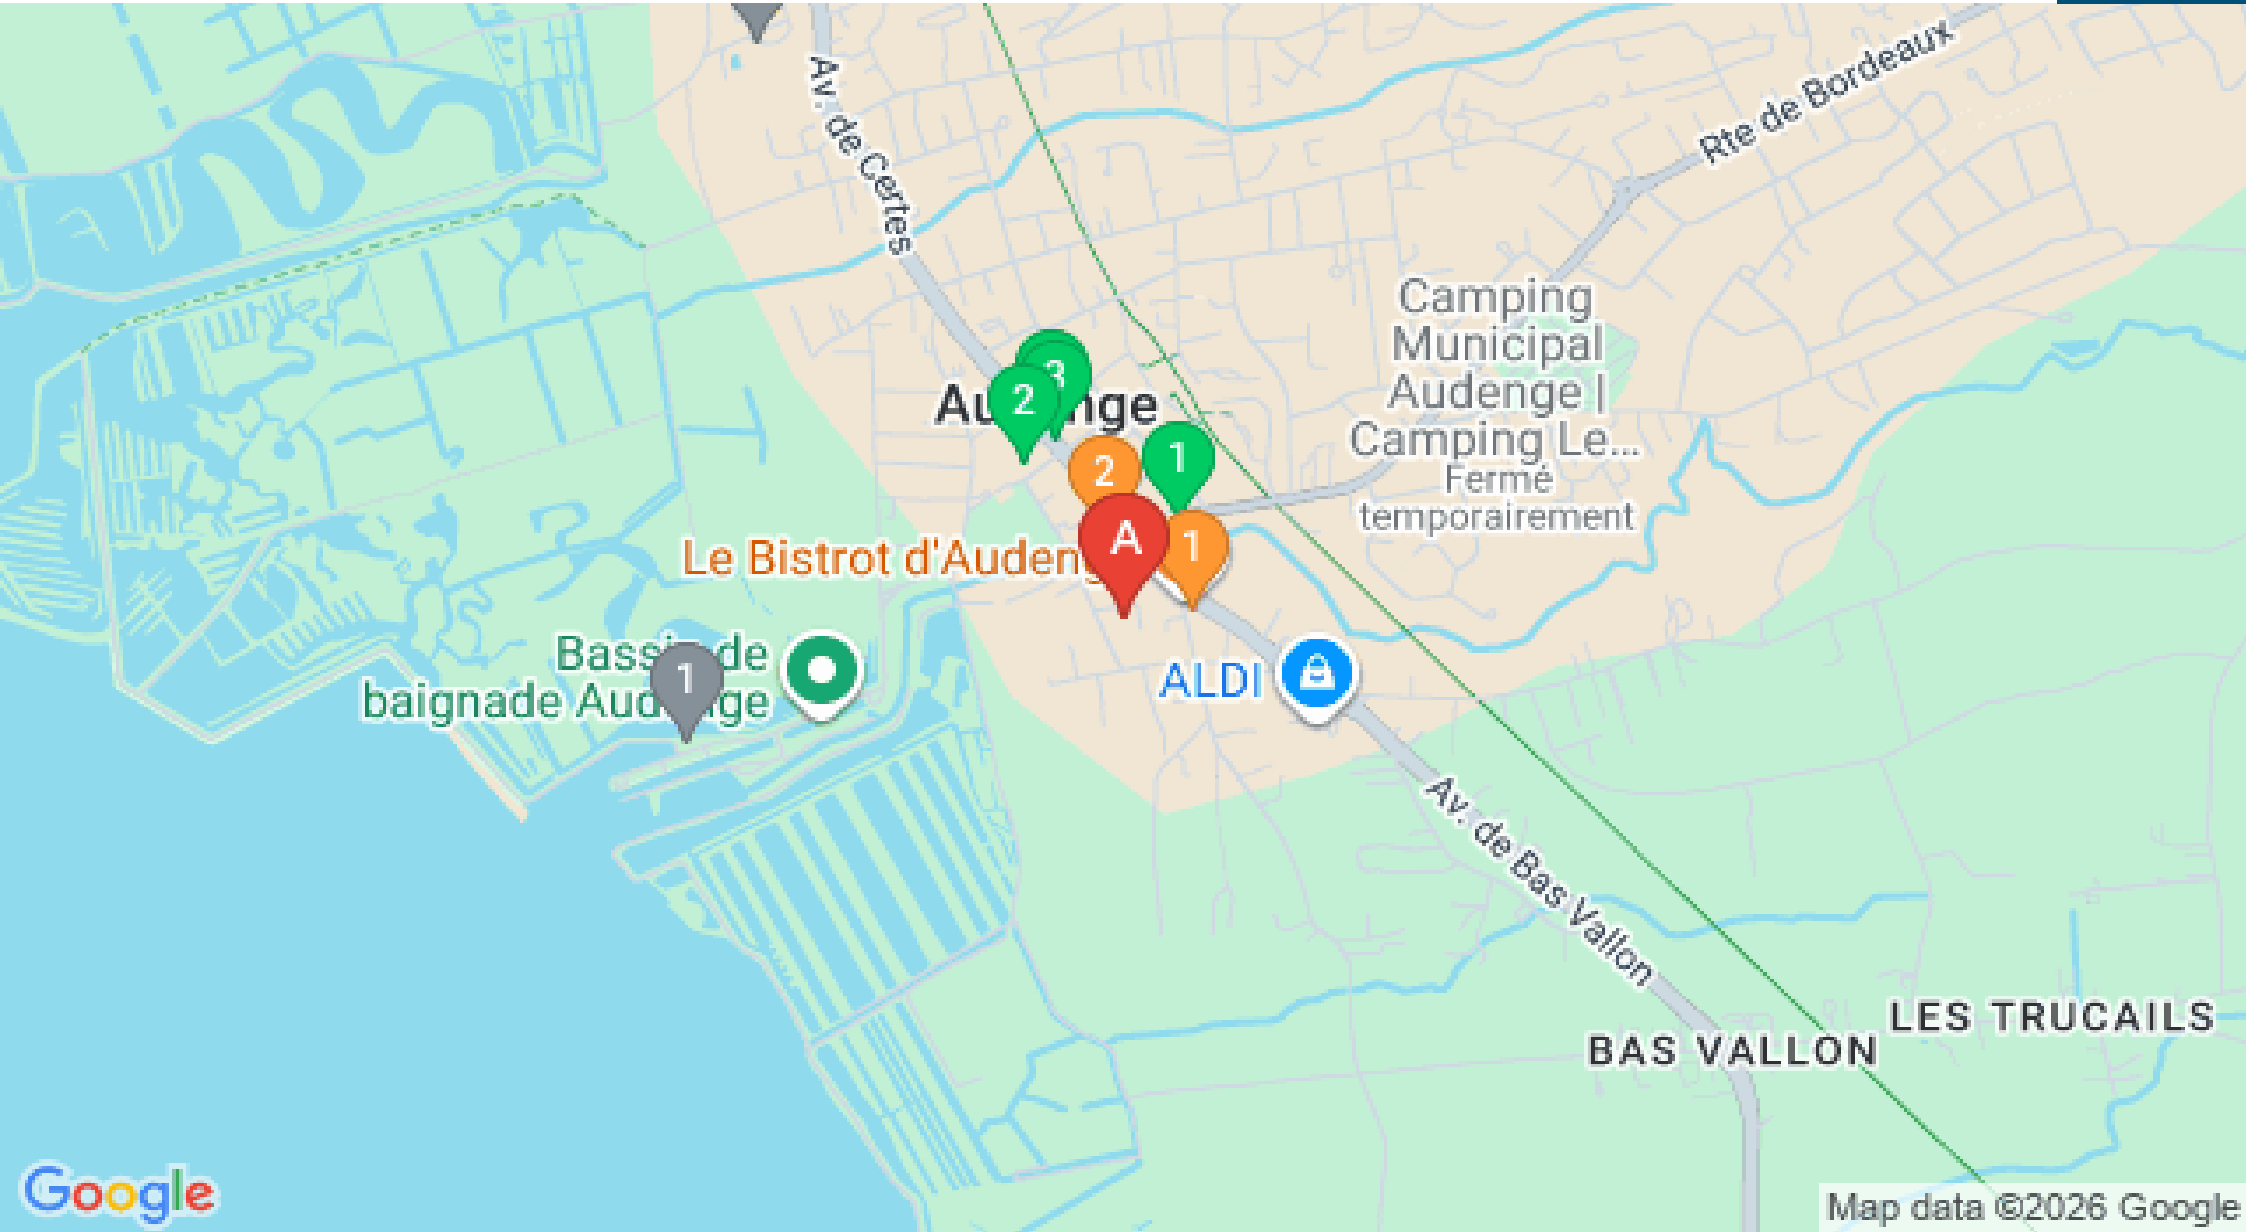 Av. de Certes
Rte de Bordeaux
Camping
Municipal
Audenge |
Camping Le...
Fermé
temporairement
3
2
2
1
A
1
Le Bistrot d'Audeng
1
ALDI
Av. de Bas Vallon
LES TRUCAILS
BAS VALLON
Google
Map data ©2026 Google